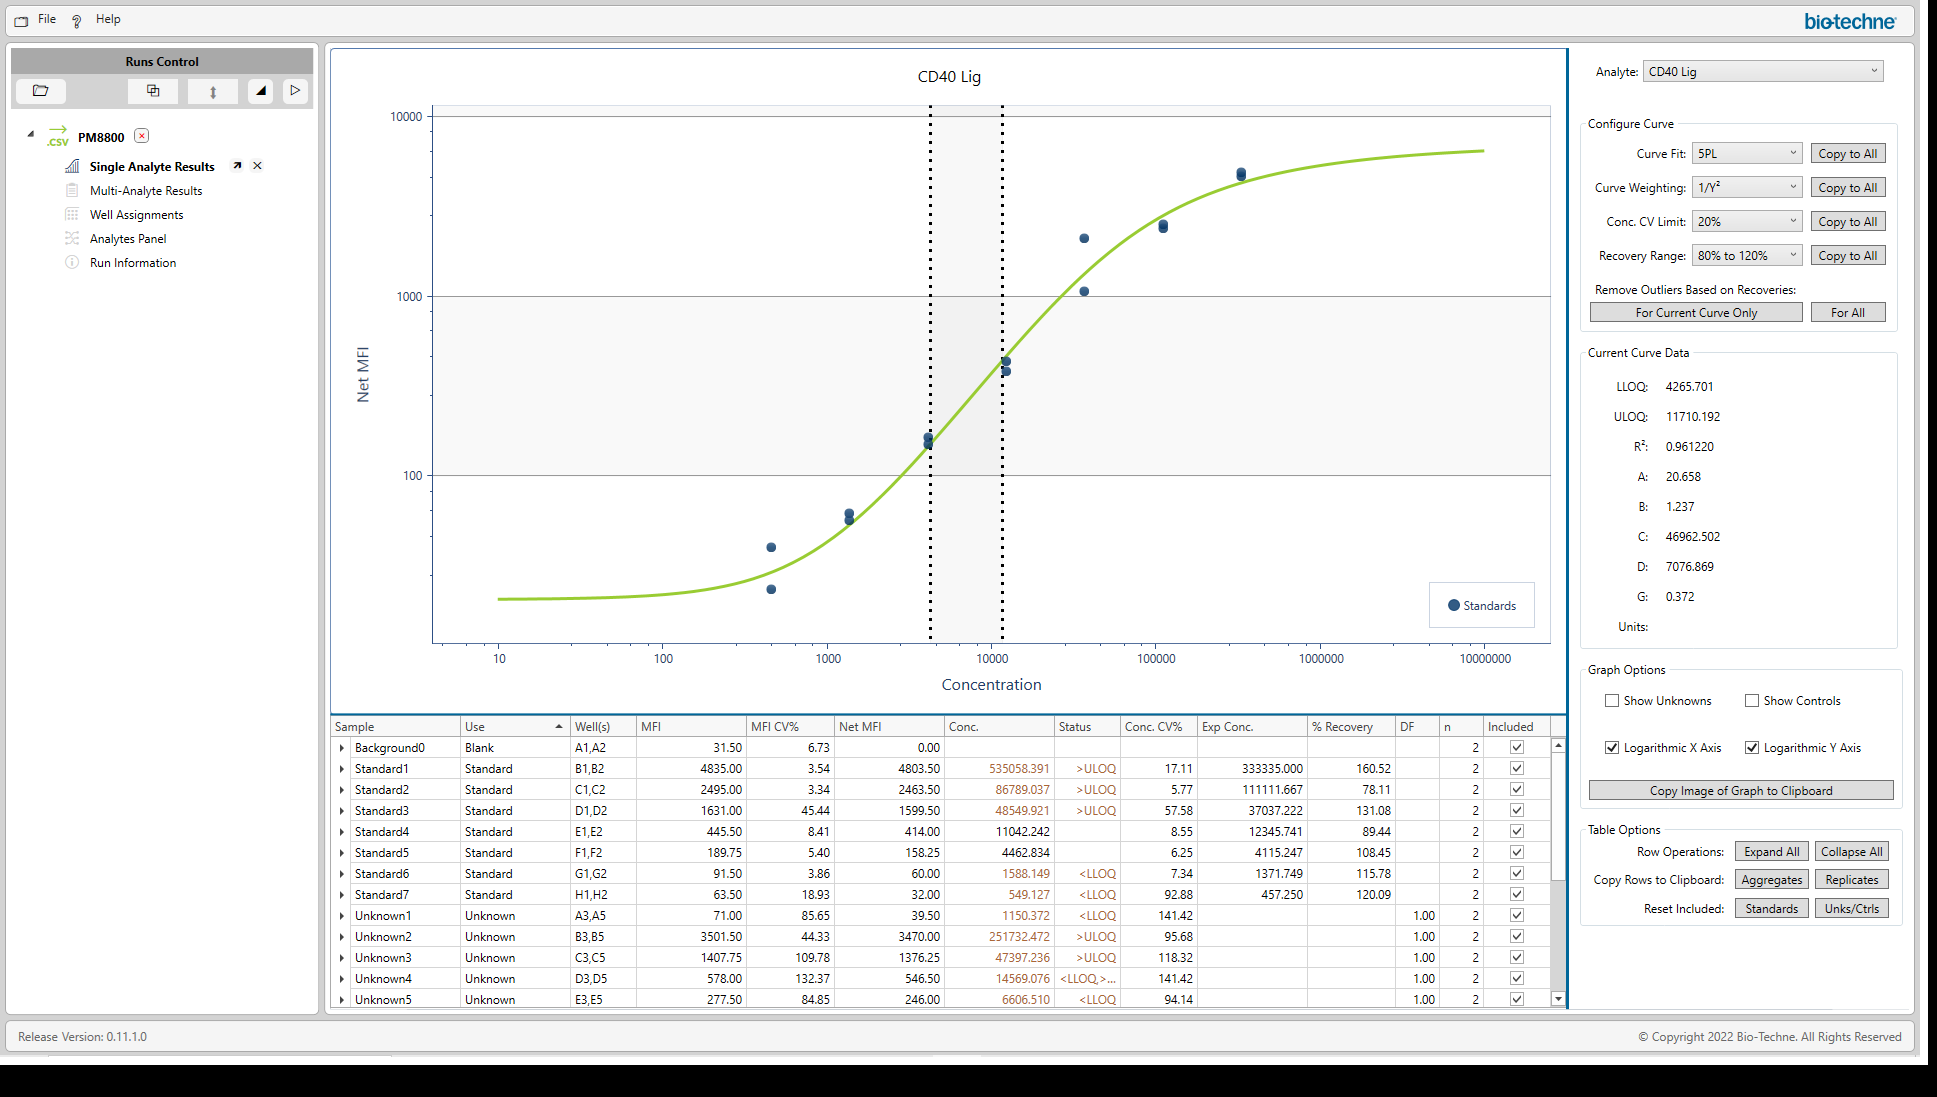 File ? Help
bio-techne
Runs Control
.CSV PM8800
Single Analyte Results
Multi-Analyte Results
Well Assignments
Analytes Panel
Run Information
CD40 Lig
10000
1000
100
Net MFI
10 100 1000 10000 100000 1000000 10000000
Concentration
Standards
Sample Use Well(s) MFI MFI CV% Net MFI Conc. Status Conc. CV% Exp Conc. % Recovery DF n Included
Background0 Blank A1,A2 31.50 6.73 0.00 2
Standard1 Standard B1,B2 4835.00 3.54 4803.50 535058.391 >ULOQ 17.11 333335.000 160.52 2
Standard2 Standard C1,C2 2495.00 3.34 2463.50 86789.037 >ULOQ 5.77 111111.667 78.11 2
Standard3 Standard D1,D2 1631.00 45.44 1599.50 48549.921 >ULOQ 57.58 37037.222 131.08 2
Standard4 Standard E1,E2 445.50 8.41 414.00 11042.242 8.55 12345.741 89.44 2
Standard5 Standard F1,F2 189.75 5.40 158.25 4462.834 6.25 4115.247 108.45 2
Standard6 Standard G1,G2 91.50 3.86 60.00 1588.149 <LLOQ 7.34 1371.749 115.78 2
Standard7 Standard H1,H2 63.50 18.93 32.00 549.127 <LLOQ 92.88 457.250 120.09 2
Unknown1 Unknown A3,A5 71.00 85.65 39.50 1150.372 <LLOQ 141.42 1.00 2
Unknown2 Unknown B3,B5 3501.50 44.33 3470.00 251732.472 >ULOQ 95.68 1.00 2
Unknown3 Unknown C3,C5 1407.75 109.78 1376.25 47397.236 >ULOQ 118.32 1.00 2
Unknown4 Unknown D3,D5 578.00 132.37 546.50 14569.076 <LLOQ,>... 141.42 1.00 2
Unknown5 Unknown E3,E5 277.50 84.85 246.00 6606.510 <LLOQ 94.14 1.00 2
Analyte: CD40 Lig
Configure Curve
Curve Fit: 5PL Copy to All
Curve Weighting: 1/Y² Copy to All
Conc. CV Limit: 20% Copy to All
Recovery Range: 80% to 120% Copy to All
Remove Outliers Based on Recoveries:
For Current Curve Only For All
Current Curve Data
LLOQ: 4265.701
ULOQ: 11710.192
R²: 0.961220
A: 20.658
B: 1.237
C: 46962.502
D: 7076.869
G: 0.372
Units:
Graph Options
Show Unknowns Show Controls
Logarithmic X Axis Logarithmic Y Axis
Copy Image of Graph to Clipboard
Table Options
Row Operations: Expand All Collapse All
Copy Rows to Clipboard: Aggregates Replicates
Reset Included: Standards Unks/Ctrls
Release Version: 0.11.1.0
© Copyright 2022 Bio-Techne. All Rights Reserved